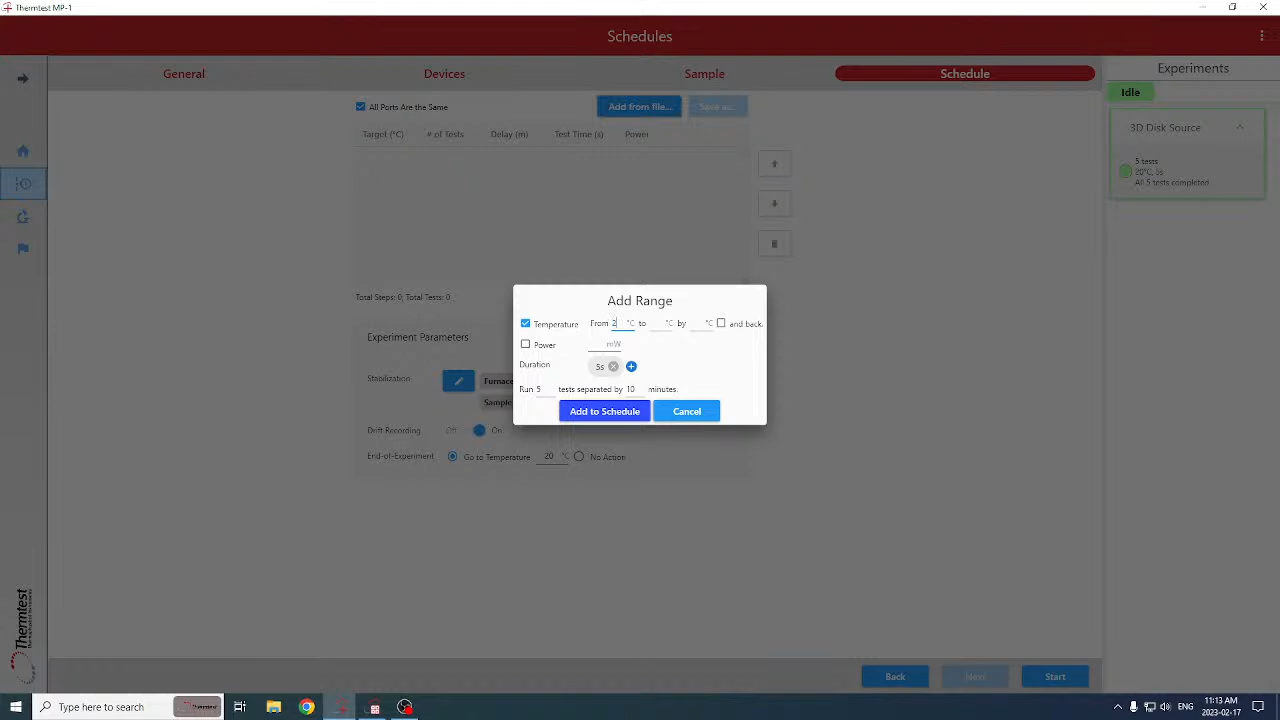 Thermtest MP-1
Schedules
General
Devices
Sample
Schedule
Experiments
All Ports Are the Same
Add from file...
Save as...
Idle
Target (°C)
# of Tests
Delay (m)
Test Time (s)
Power
3D Disk Source
5 tests
20°C, 5s
All 5 tests completed
Total Steps: 0; Total Tests: 0
Add Range
Temperature From 2 °C to °C by °C and back.
Power mW
Duration 5s
Run 5 tests separated by 10 minutes.
Add to Schedule
Cancel
Experiment Parameters
Stabilization
Furnace
Sample
Drift Recording Off On
End-of-Experiment Go to Temperature 20 °C No Action
Thermtest
Back
Next
Start
Type here to search
Thermtest
ENG
11:13 AM
2023-02-17